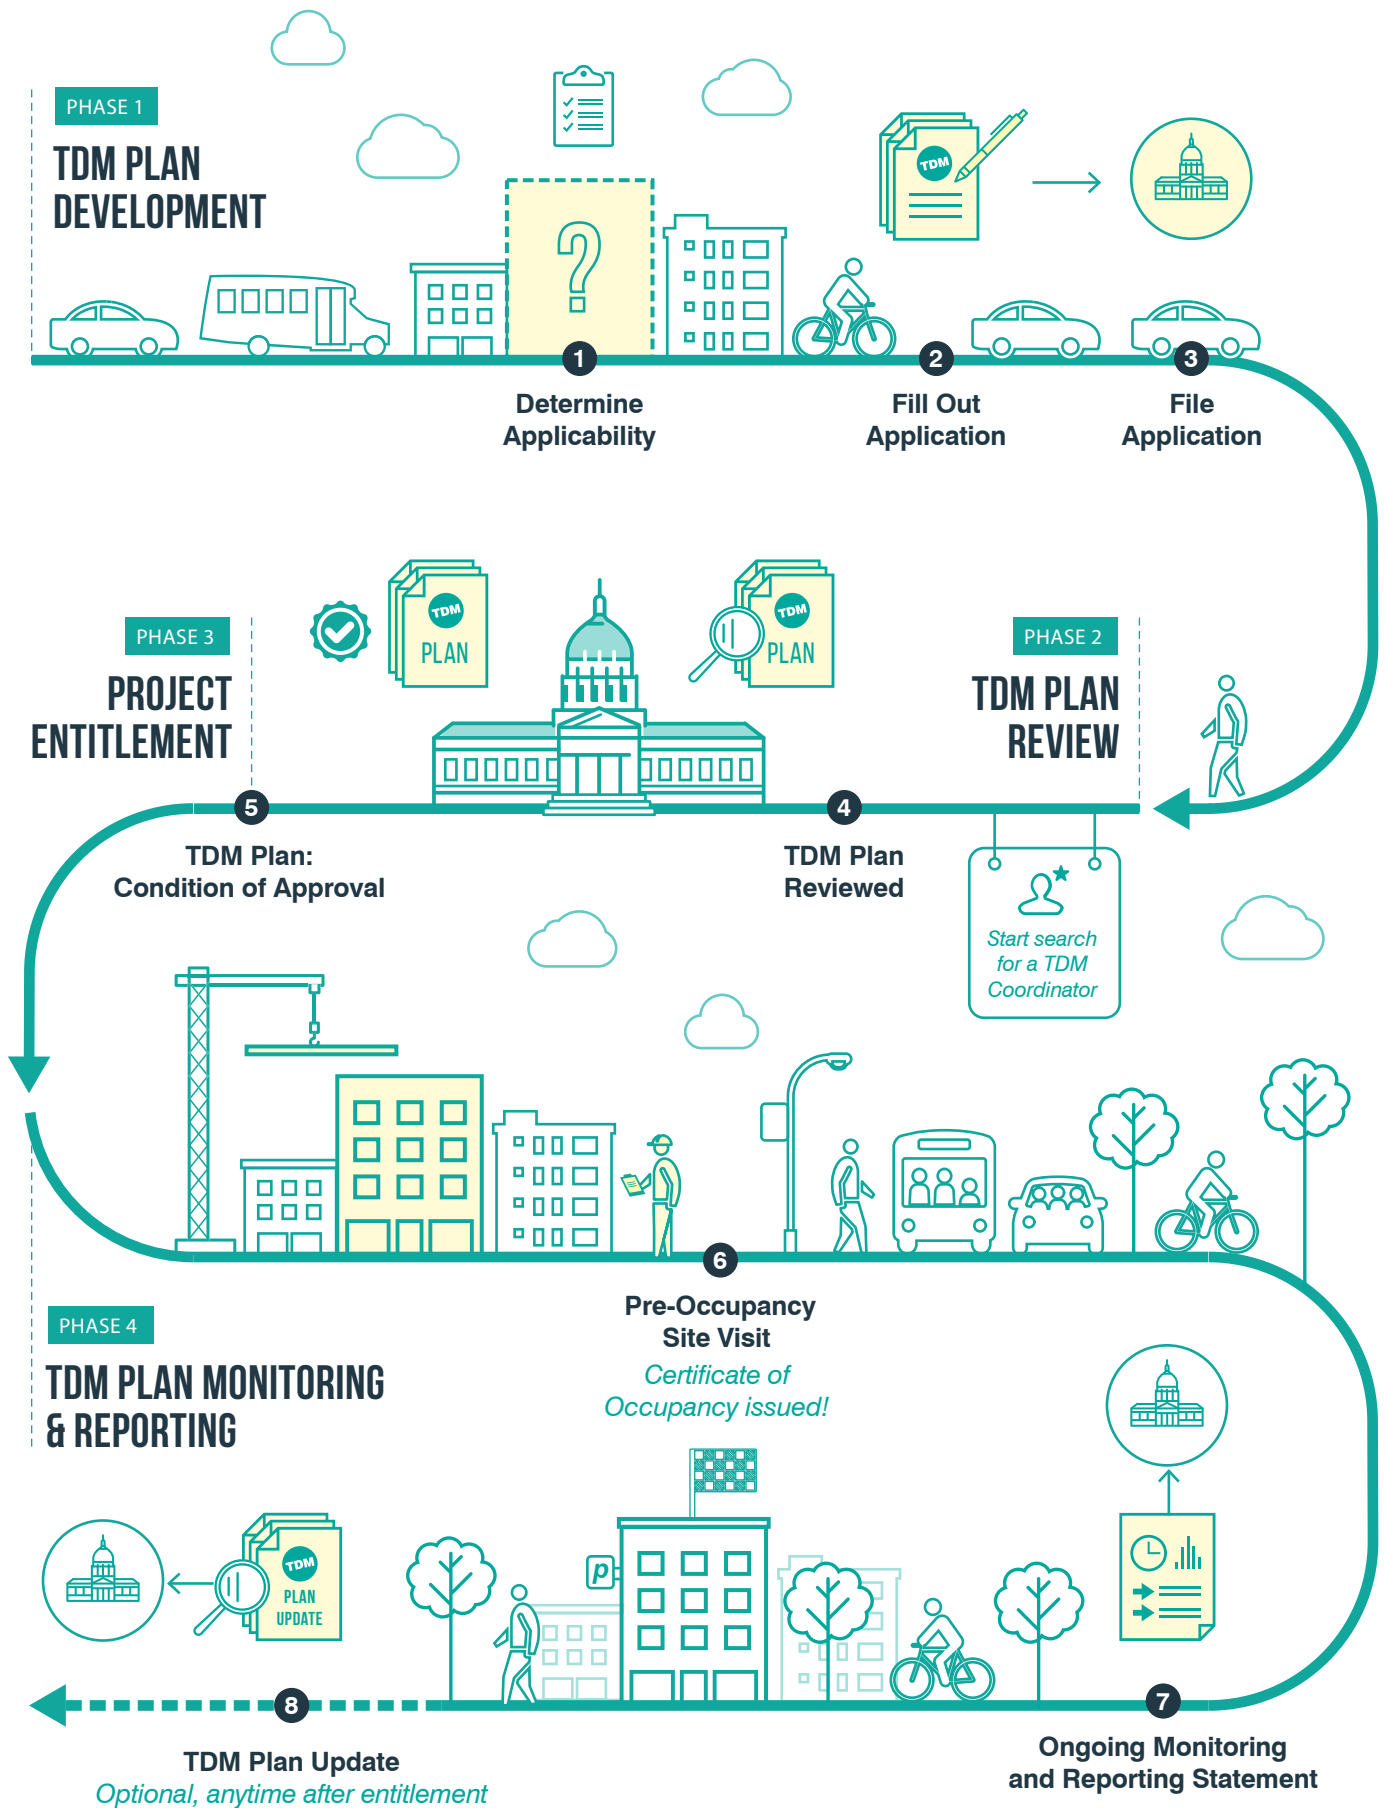 PHASE 1
TDM PLAN
DEVELOPMENT
?
TDM
1
2
3
Determine
Applicability
Fill Out
Application
File
Application
PHASE 2
TDM PLAN
REVIEW
TDM
PLAN
4
TDM Plan
Reviewed
Start search
for a TDM
Coordinator
PHASE 3
PROJECT
ENTITLEMENT
TDM
PLAN
5
TDM Plan:
Condition of Approval
PHASE 4
TDM PLAN MONITORING
& REPORTING
6
Pre-Occupancy
Site Visit
Certificate of
Occupancy issued!
7
Ongoing Monitoring
and Reporting Statement
p
TDM
PLAN
UPDATE
8
TDM Plan Update
Optional, anytime after entitlement